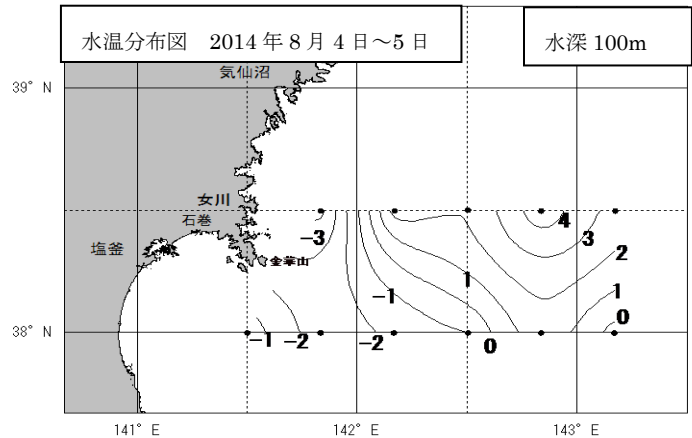 水温分布図 2014年8月4日～5日
水深100m
気仙沼
39° N
女川
石巻
塩釜
金華山
-3
4
3
2
1
1
-1
0
38° N
-1
-2
-2
0
141° E
142° E
143° E